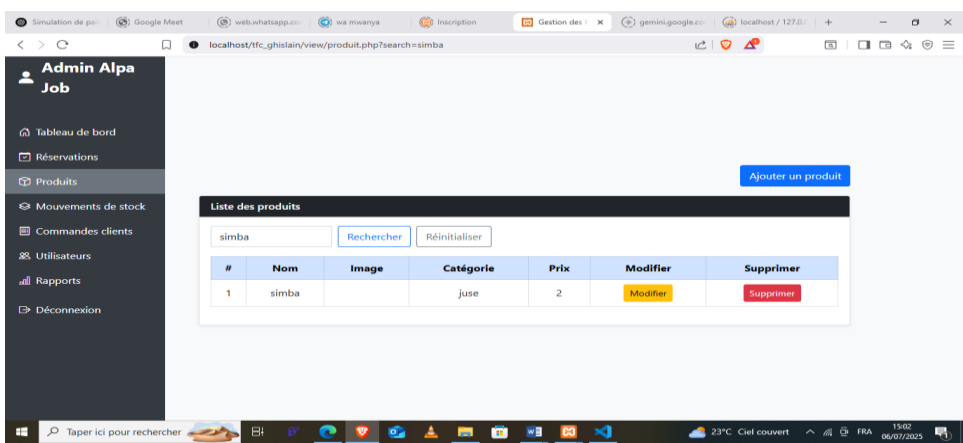 Simulation de pai
Google Meet
web.whatsapp.co
wa mwanya
Inscription
Gestion des
gemini.google.co
localhost / 127.0.
localhost/tfc_ghislain/view/produit.php?search=simba
Admin Alpa
Job
Tableau de bord
Réservations
Produits
Mouvements de stock
Commandes clients
Utilisateurs
Rapports
Déconnexion
Ajouter un produit
Liste des produits
simba Rechercher Réinitialiser
# Nom Image Catégorie Prix Modifier Supprimer
1 simba juse 2 Modifier Supprimer
Taper ici pour rechercher
23°C Ciel couvert
FRA
15:02
06/07/2025